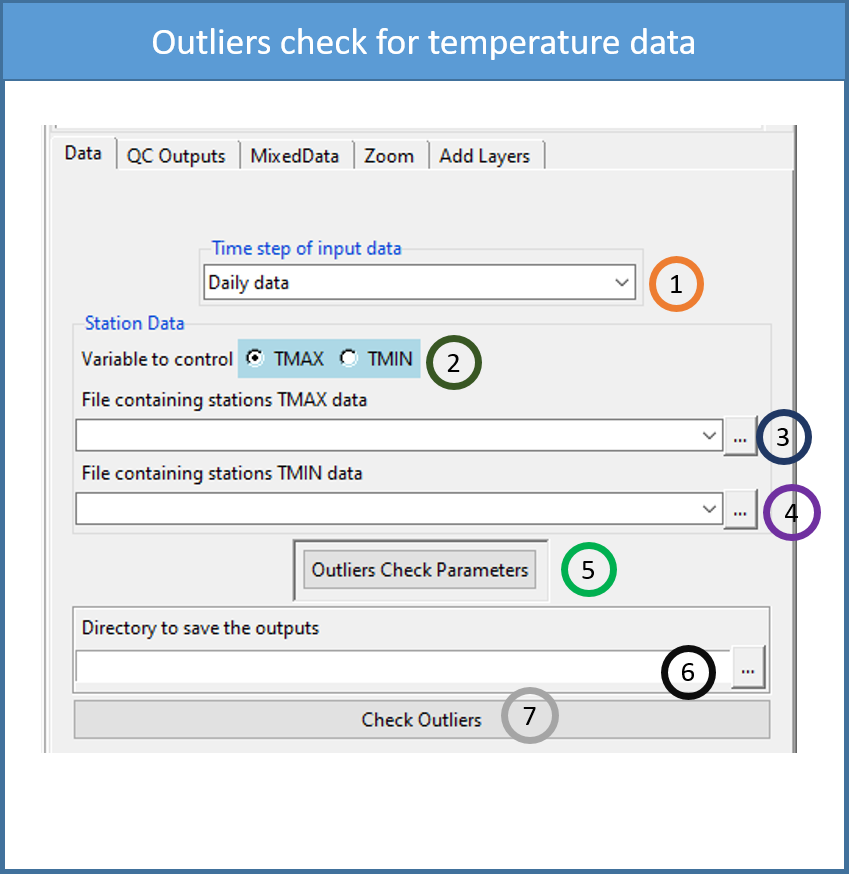 Outliers check for temperature data
Data QC Outputs MixedData Zoom Add Layers
Time step of input data
Daily data 1
Station Data
Variable to control TMAX TMIN 2
File containing stations TMAX data
... 3
File containing stations TMIN data
... 4
Outliers Check Parameters 5
Directory to save the outputs
6 ...
Check Outliers 7